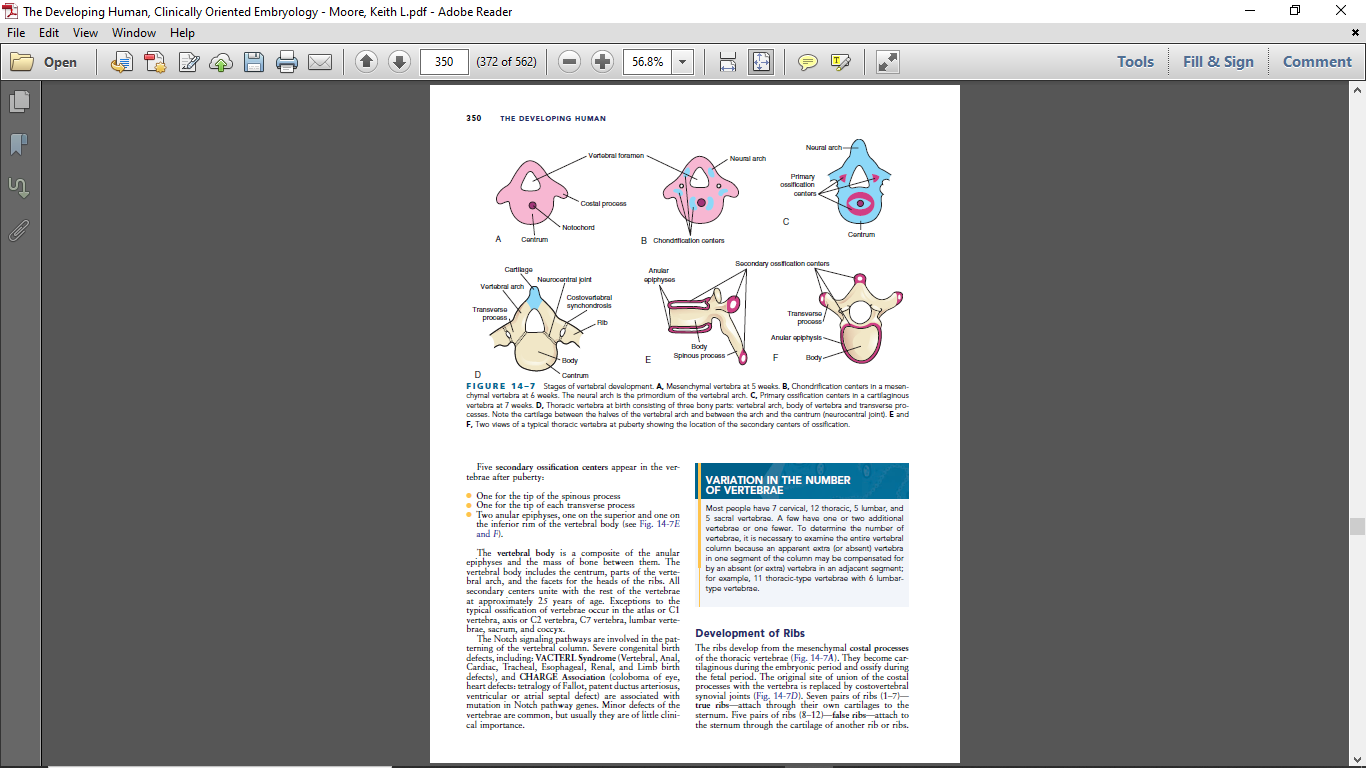 The Developing Human, Clinically Oriented Embryology - Moore, Keith L.pdf - Adobe Reader
File Edit View Window Help
Open 350 (372 of 562) 56.8% Tools Fill & Sign Comment
350 THE DEVELOPING HUMAN
Vertebral foramen
Neural arch
Costal process
Notochord
A Centrum
B Chondrification centers
Neural arch
Primary
ossification
centers
C
Centrum
Cartilage
Neurocentral joint
Vertebral arch
Costovertebral
synchondrosis
Transverse
process
Rib
Body
D
Centrum
Anular
epiphyses
Secondary ossification centers
Body
Spinous process
E
Transverse
process
Anular epiphysis
F Body
FIGURE 14–7 Stages of vertebral development. A, Mesenchymal vertebra at 5 weeks. B, Chondrification centers in a mesen-
chymal vertebra at 6 weeks. The neural arch is the primordium of the vertebral arch. C, Primary ossification centers in a cartilaginous
vertebra at 7 weeks. D, Thoracic vertebra at birth consisting of three bony parts: vertebral arch, body of vertebra and transverse pro-
cesses. Note the cartilage between the halves of the vertebral arch and between the arch and the centrum (neurocentral joint). E and
F, Two views of a typical thoracic vertebra at puberty showing the location of the secondary centers of ossification.
Five secondary ossification centers appear in the ver-
tebrae after puberty:
One for the tip of the spinous process
One for the tip of each transverse process
Two anular epiphyses, one on the superior and one on
the inferior rim of the vertebral body (see Fig. 14-7E
and F).
The vertebral body is a composite of the anular
epiphyses and the mass of bone between them. The
vertebral body includes the centrum, parts of the verte-
bral arch, and the facets for the heads of the ribs. All
secondary centers unite with the rest of the vertebrae
at approximately 25 years of age. Exceptions to the
typical ossification of vertebrae occur in the atlas or C1
vertebra, axis or C2 vertebra, C7 vertebra, lumbar verte-
brae, sacrum, and coccyx.
The Notch signaling pathways are involved in the pat-
terning of the vertebral column. Severe congenital birth
defects, including: VACTERL Syndrome (Vertebral, Anal,
Cardiac, Tracheal, Esophageal, Renal, and Limb birth
defects), and CHARGE Association (coloboma of eye,
heart defects: tetralogy of Fallot, patent ductus arteriosus,
ventricular or atrial septal defect) are associated with
mutation in Notch pathway genes. Minor defects of the
vertebrae are common, but usually they are of little clini-
cal importance.
VARIATION IN THE NUMBER
OF VERTEBRAE
Most people have 7 cervical, 12 thoracic, 5 lumbar, and
5 sacral vertebrae. A few have one or two additional
vertebrae or one fewer. To determine the number of
vertebrae, it is necessary to examine the entire vertebral
column because an apparent extra (or absent) vertebra
in one segment of the column may be compensated for
by an absent (or extra) vertebra in an adjacent segment;
for example, 11 thoracic-type vertebrae with 6 lumbar-
type vertebrae.
Development of Ribs
The ribs develop from the mesenchymal costal processes
of the thoracic vertebrae (Fig. 14-7A). They become car-
tilaginous during the embryonic period and ossify during
the fetal period. The original site of union of the costal
processes with the vertebra is replaced by costovertebral
synovial joints (Fig. 14-7D). Seven pairs of ribs (1–7)—
true ribs—attach through their own cartilages to the
sternum. Five pairs of ribs (8–12)—false ribs—attach to
the sternum through the cartilage of another rib or ribs.